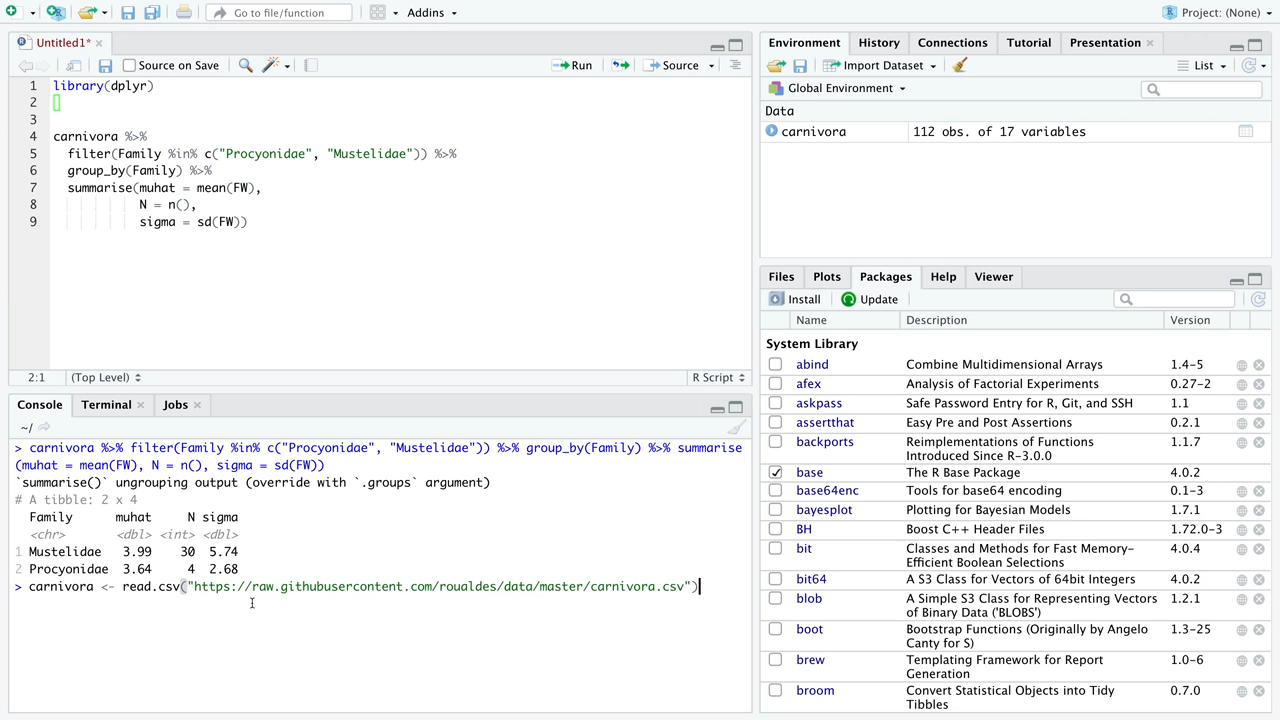 Go to file/function
Addins
Project: (None)
Untitled1*
Source on Save
Run
Source
1 library(dplyr)
2
3
4 carnivora %>%
5 filter(Family %in% c("Procyonidae", "Mustelidae")) %>%
6 group_by(Family) %>%
7 summarise(muhat = mean(FW),
8 N = n(),
9 sigma = sd(FW))
2:1 (Top Level) R Script
Console Terminal Jobs
~/
> carnivora %>% filter(Family %in% c("Procyonidae", "Mustelidae")) %>% group_by(Family) %>% summarise
(muhat = mean(FW), N = n(), sigma = sd(FW))
`summarise()` ungrouping output (override with `.groups` argument)
# A tibble: 2 x 4
Family muhat N sigma
<chr> <dbl> <int> <dbl>
1 Mustelidae 3.99 30 5.74
2 Procyonidae 3.64 4 2.68
> carnivora <- read.csv("https://raw.githubusercontent.com/roualdes/data/master/carnivora.csv")
Environment History Connections Tutorial Presentation
Import Dataset List
Global Environment
Data
carnivora 112 obs. of 17 variables
Files Plots Packages Help Viewer
Install Update
Name Description Version
System Library
abind Combine Multidimensional Arrays 1.4-5
afex Analysis of Factorial Experiments 0.27-2
askpass Safe Password Entry for R, Git, and SSH 1.1
assertthat Easy Pre and Post Assertions 0.2.1
backports Reimplementations of Functions 1.1.7
Introduced Since R-3.0.0
base The R Base Package 4.0.2
base64enc Tools for base64 encoding 0.1-3
bayesplot Plotting for Bayesian Models 1.7.1
BH Boost C++ Header Files 1.72.0-3
bit Classes and Methods for Fast Memory- 4.0.4
Efficient Boolean Selections
bit64 A S3 Class for Vectors of 64bit Integers 4.0.2
blob A Simple S3 Class for Representing Vectors 1.2.1
of Binary Data ('BLOBS')
boot Bootstrap Functions (Originally by Angelo 1.3-25
Canty for S)
brew Templating Framework for Report 1.0-6
Generation
broom Convert Statistical Objects into Tidy 0.7.0
Tibbles